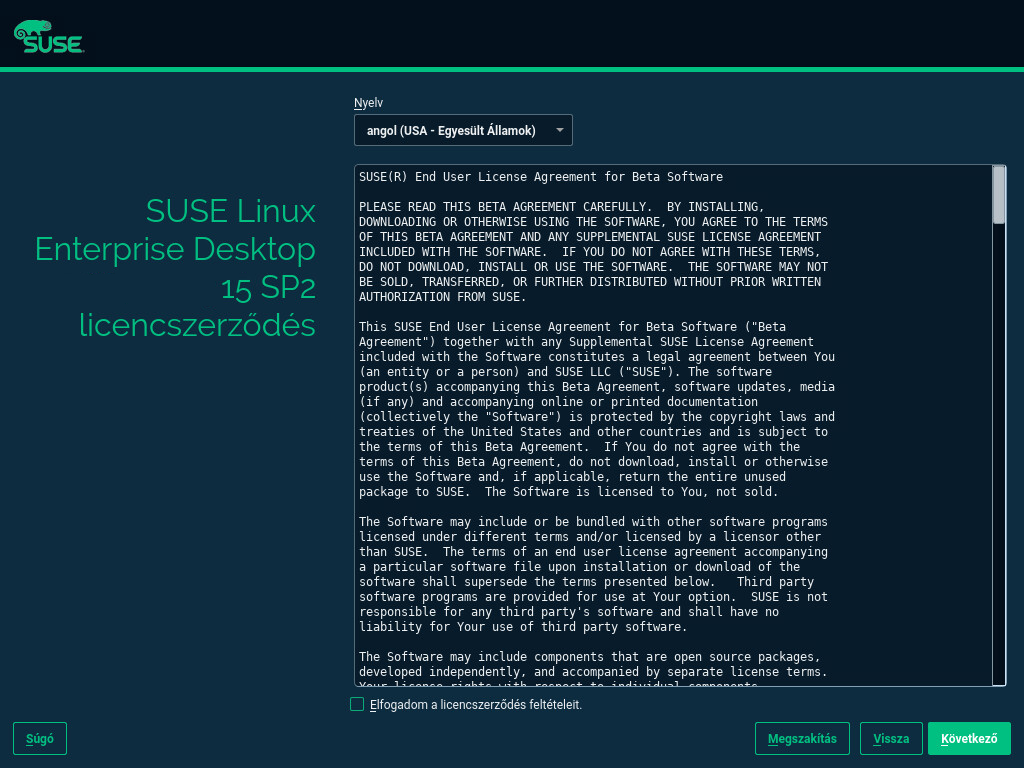 SUSE
Nyelv
angol (USA - Egyesült Államok)
SUSE Linux
Enterprise Desktop
15 SP2
licencszerződés
SUSE(R) End User License Agreement for Beta Software
PLEASE READ THIS BETA AGREEMENT CAREFULLY.  BY INSTALLING,
DOWNLOADING OR OTHERWISE USING THE SOFTWARE, YOU AGREE TO THE TERMS
OF THIS BETA AGREEMENT AND ANY SUPPLEMENTAL SUSE LICENSE AGREEMENT
INCLUDED WITH THE SOFTWARE.  IF YOU DO NOT AGREE WITH THESE TERMS,
DO NOT DOWNLOAD, INSTALL OR USE THE SOFTWARE.  THE SOFTWARE MAY NOT
BE SOLD, TRANSFERRED, OR FURTHER DISTRIBUTED WITHOUT PRIOR WRITTEN
AUTHORIZATION FROM SUSE.
This SUSE End User License Agreement for Beta Software ("Beta
Agreement") together with any Supplemental SUSE License Agreement
included with the Software constitutes a legal agreement between You
(an entity or a person) and SUSE LLC ("SUSE"). The software
product(s) accompanying this Beta Agreement, software updates, media
(if any) and accompanying online or printed documentation
(collectively the "Software") is protected by the copyright laws and
treaties of the United States and other countries and is subject to
the terms of this Beta Agreement.  If You do not agree with the
terms of this Beta Agreement, do not download, install or otherwise
use the Software and, if applicable, return the entire unused
package to SUSE.  The Software is licensed to You, not sold.
The Software may include or be bundled with other software programs
licensed under different terms and/or licensed by a licensor other
than SUSE.  The terms of an end user license agreement accompanying
a particular software file upon installation or download of the
software shall supersede the terms presented below.   Third party
software programs are provided for use at Your option.  SUSE is not
responsible for any third party's software and shall have no
liability for Your use of third party software.
The Software may include components that are open source packages,
developed independently, and accompanied by separate license terms.
Your license rights with respect to individual components
Elfogadom a licencszerződés feltételeit.
Súgó
Megszakítás
Vissza
Következő